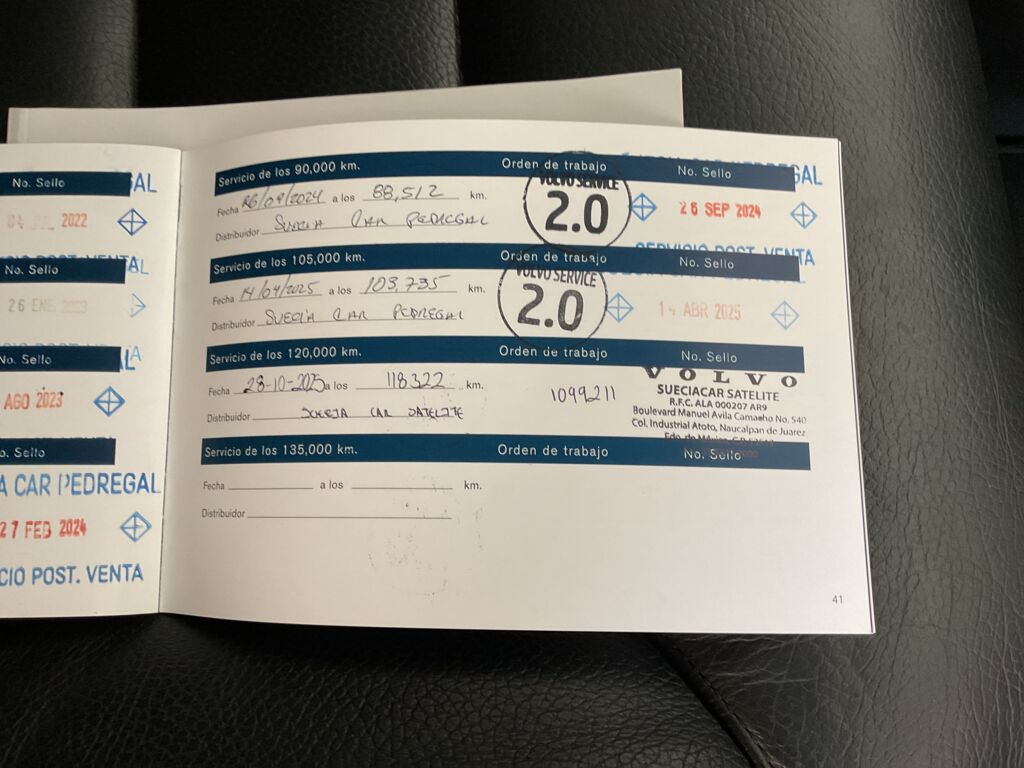 No. Sello
AL
2022
No. Sello
AL
26 ENE. 2023
No. Sello
AGO 2023
No. Sello
A CAR PEDREGAL
27 FEB 2024
CIO POST. VENTA
Servicio de los 90,000 km. Orden de trabajo No. Sello
GAL
Fecha 26/09/2024 a los 88,512 km. VOLVO SERVICE 2.0 26 SEP 2024
Distribuidor SUECIA CAR PEDREGAL
SERVICIO POST. VENTA
Servicio de los 105,000 km. Orden de trabajo No. Sello
Fecha 14/04/2025 a los 103,735 km. VOLVO SERVICE 2.0 14 ABR 2025
Distribuidor SUECIA CAR PEDREGAL
Servicio de los 120,000 km. Orden de trabajo No. Sello
VOLVO
Fecha 28-10-2025 a los 118322 km. 1099211 SUECIACAR SATELITE
R.F.C. ALA 000207 AR9
Distribuidor SUECIA CAR SATELITE Boulevard Manuel Avila Camacho No. 540
Col. Industrial Atoto, Naucalpan de Juarez
Edo. de México
Servicio de los 135,000 km. Orden de trabajo No. Sello
Fecha a los km.
Distribuidor
41